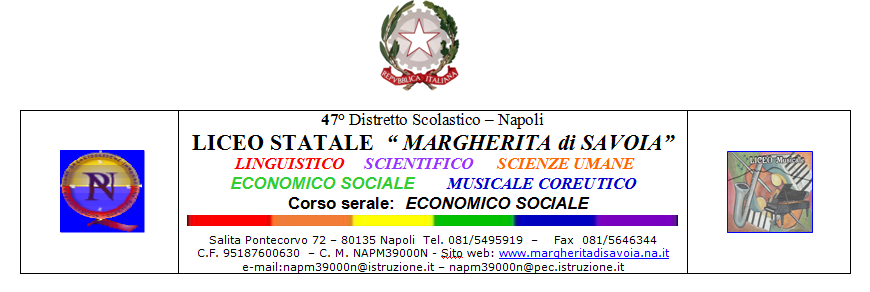 REPVBBLICA ITALIANA
47° Distretto Scolastico – Napoli
LICEO STATALE “ MARGHERITA di SAVOIA”
LINGUISTICO SCIENTIFICO SCIENZE UMANE
ECONOMICO SOCIALE MUSICALE COREUTICO
Corso serale: ECONOMICO SOCIALE
Salita Pontecorvo 72 – 80135 Napoli Tel. 081/5495919 – Fax 081/5646344
C.F. 95187600630 – C. M. NAPM39000N - Sito web: www.margheritadisavoia.na.it
e-mail:napm39000n@istruzione.it – napm39000n@pec.istruzione.it
LICEO Musicale